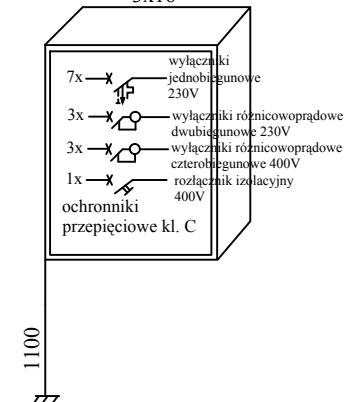 7x
wyłączniki
jednobiegunowe
230V
3x
wyłączniki różnicowoprądowe
dwubiegunowe 230V
3x
wyłączniki różnicowoprądowe
czterobiegunowe 400V
1x
rozłącznik izolacyjny
400V
ochronniki
przepięciowe kl. C
1100